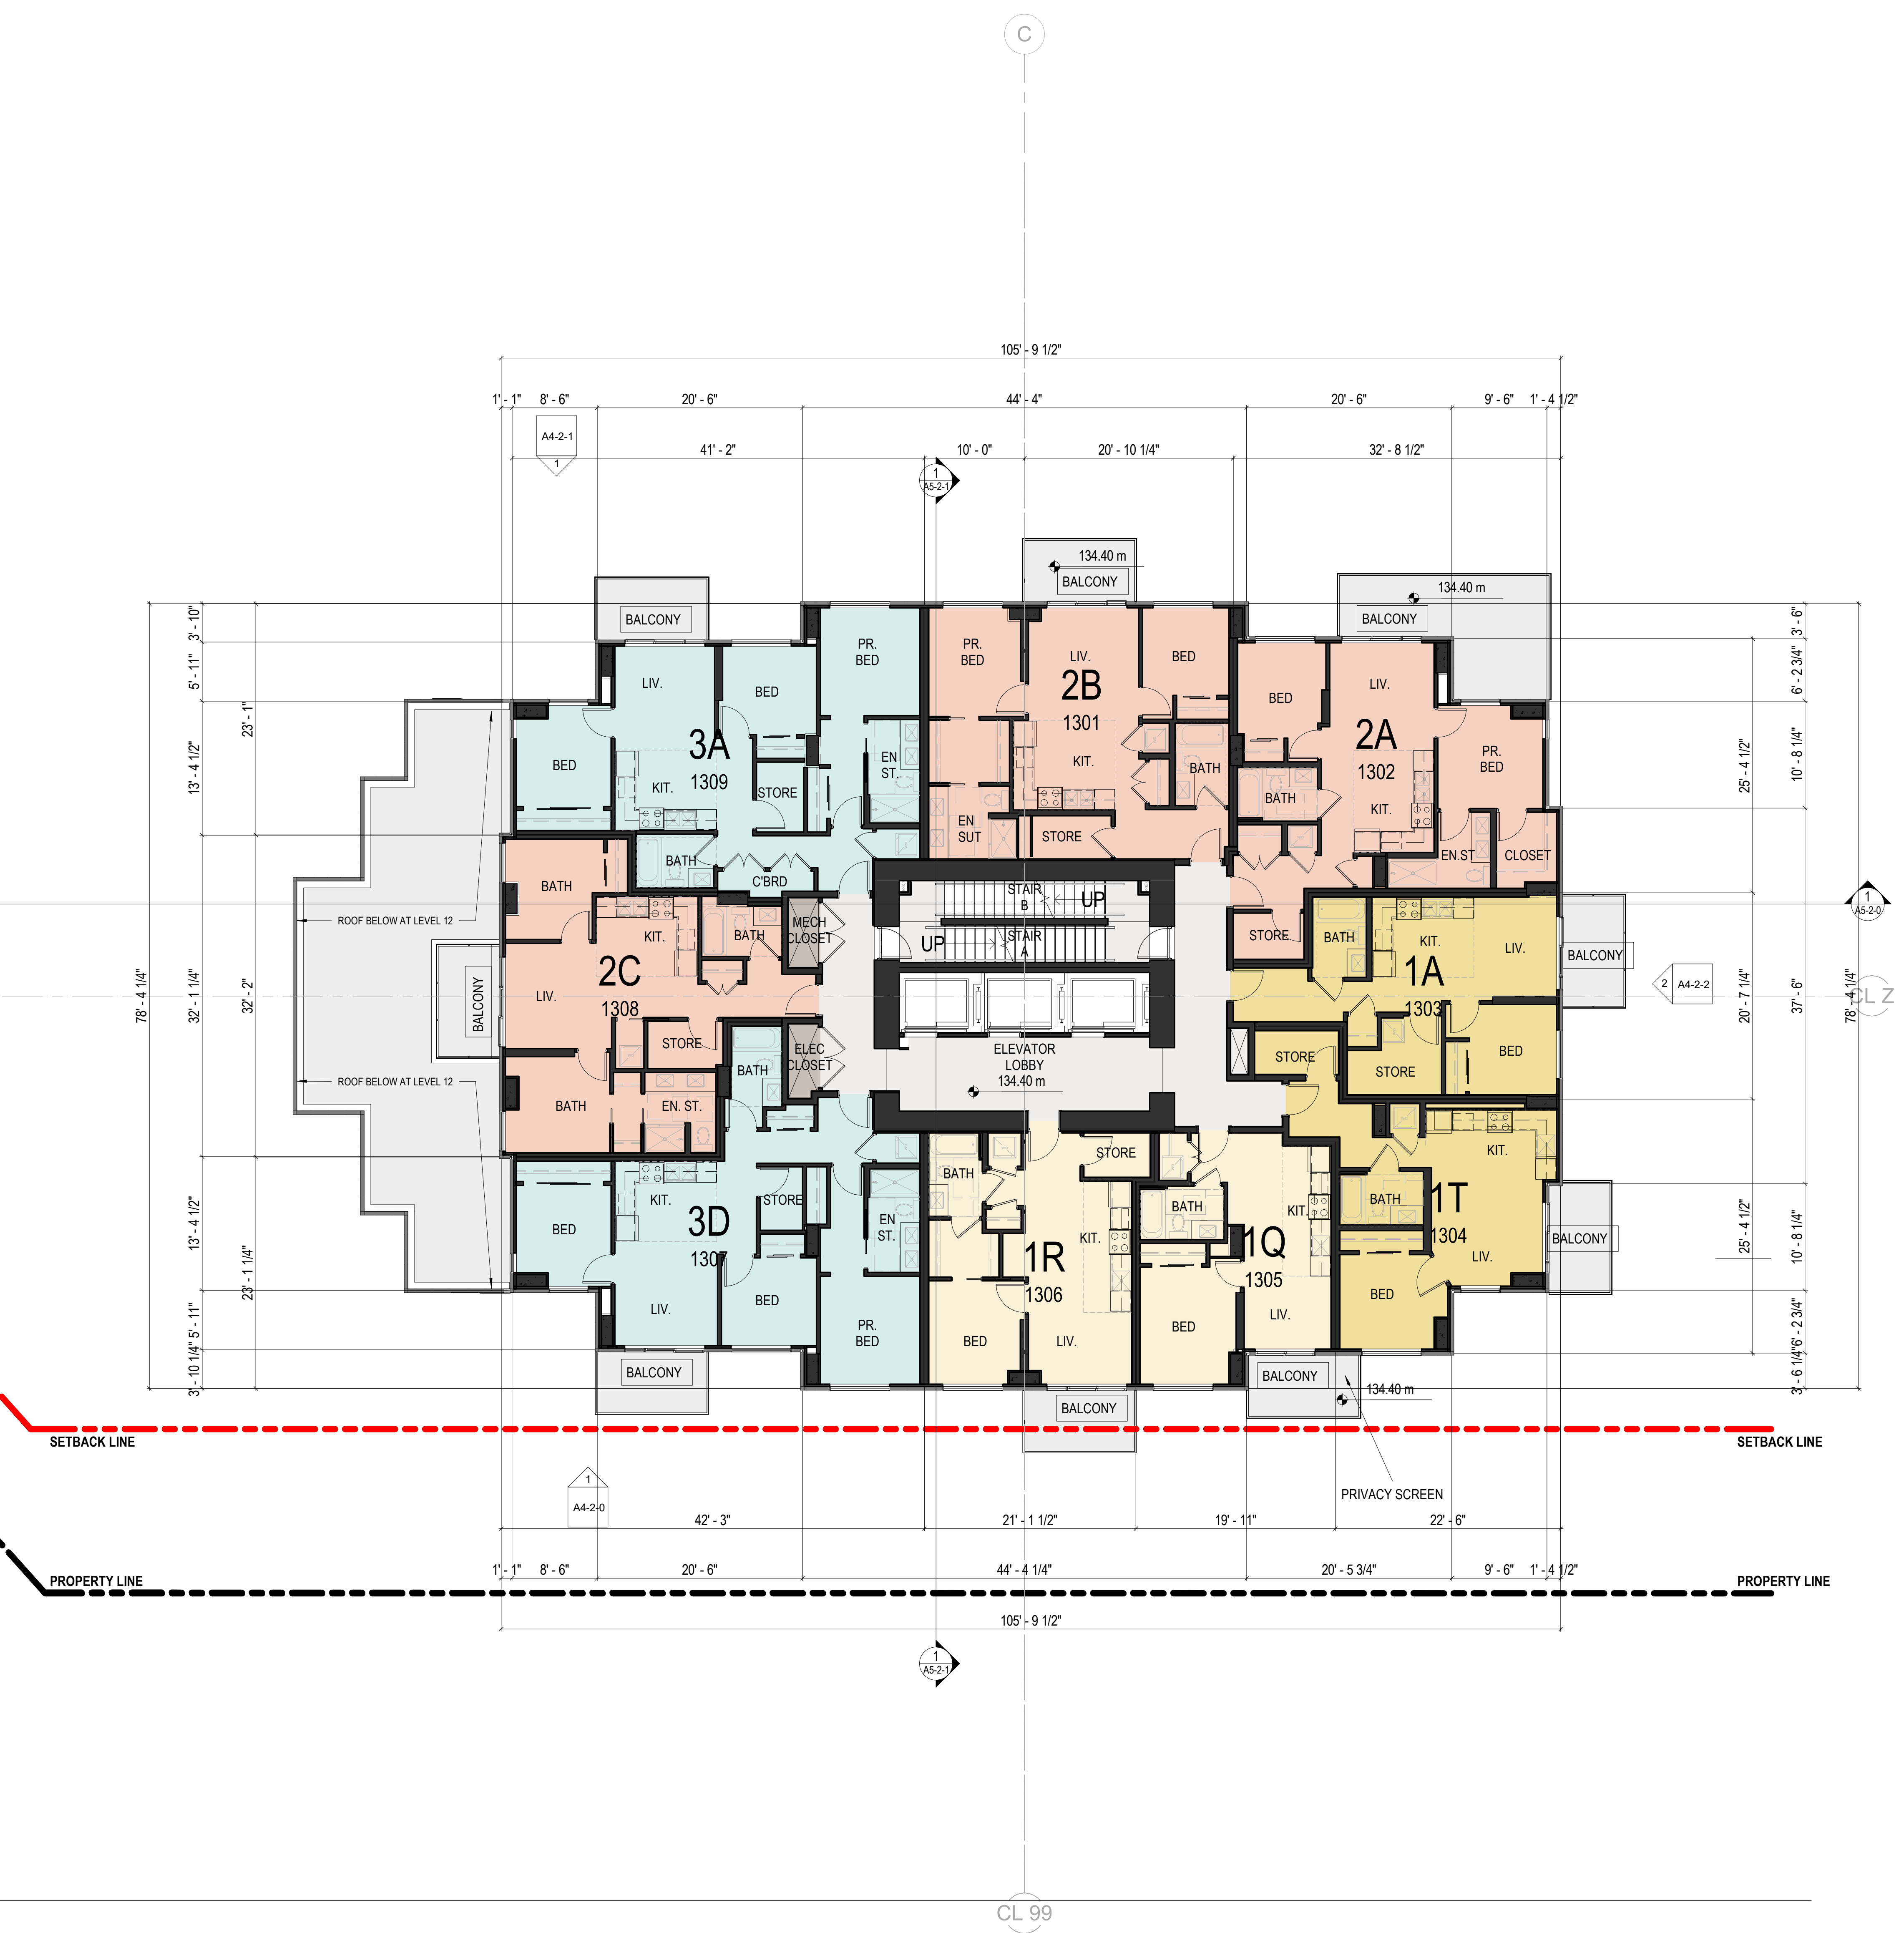 C
105' - 9 1/2"
1' - 1"
8' - 6"
20' - 6"
44' - 4"
20' - 6"
9' - 6"
1' - 4 1/2"
A4-2-1
1
41' - 2"
10' - 0"
20' - 10 1/4"
32' - 8 1/2"
1
A5-2-1
134.40 m
BALCONY
134.40 m
BALCONY
BALCONY
3' - 10"
5' - 11"
13' - 4 1/2"
23' - 1"
78' - 4 1/4"
32' - 1 1/4"
32' - 2"
13' - 4 1/2"
23' - 1 1/4"
5' - 11"
3' - 10 1/4"
3' - 6"
6' - 2 3/4"
10' - 8 1/4"
25' - 4 1/2"
20' - 7 1/4"
37' - 6"
78' - 4 1/4"
25' - 4 1/2"
10' - 8 1/4"
6' - 2 3/4"
3' - 6 1/4"
LIV.
BED
PR.
BED
3A
1309
BED
KIT.
STORE
EN
ST.
BATH
C'BRD
PR.
BED
LIV.
BED
2B
1301
KIT.
BATH
EN
SUT
STORE
BED
LIV.
2A
1302
PR.
BED
BATH
KIT.
EN.ST
CLOSET
STORE
BATH
KIT.
BATH
2C
1308
LIV.
STORE
BATH
EN. ST.
BALCONY
ROOF BELOW AT LEVEL 12
ROOF BELOW AT LEVEL 12
MECH
CLOSET
ELEC
CLOSET
STAIR
B
UP
UP
STAIR
A
ELEVATOR
LOBBY
134.40 m
BATH
KIT.
LIV.
1A
1303
STORE
STORE
BED
BALCONY
2
A4-2-2
1
A5-2-0
CL Z
BATH
BED
KIT.
3D
1307
STORE
EN
ST.
LIV.
BED
PR.
BED
BALCONY
BATH
STORE
KIT.
1R
1306
BED
LIV.
BALCONY
BATH
KIT.
1Q
1305
BED
LIV.
BALCONY
134.40 m
PRIVACY SCREEN
KIT.
BATH
1T
1304
LIV.
BED
BALCONY
SETBACK LINE
SETBACK LINE
1
A4-2-0
42' - 3"
21' - 1 1/2"
19' - 11"
22' - 6"
1' - 1"
8' - 6"
20' - 6"
44' - 4 1/4"
20' - 5 3/4"
9' - 6"
1' - 4 1/2"
PROPERTY LINE
PROPERTY LINE
105' - 9 1/2"
1
A5-2-1
CL 99